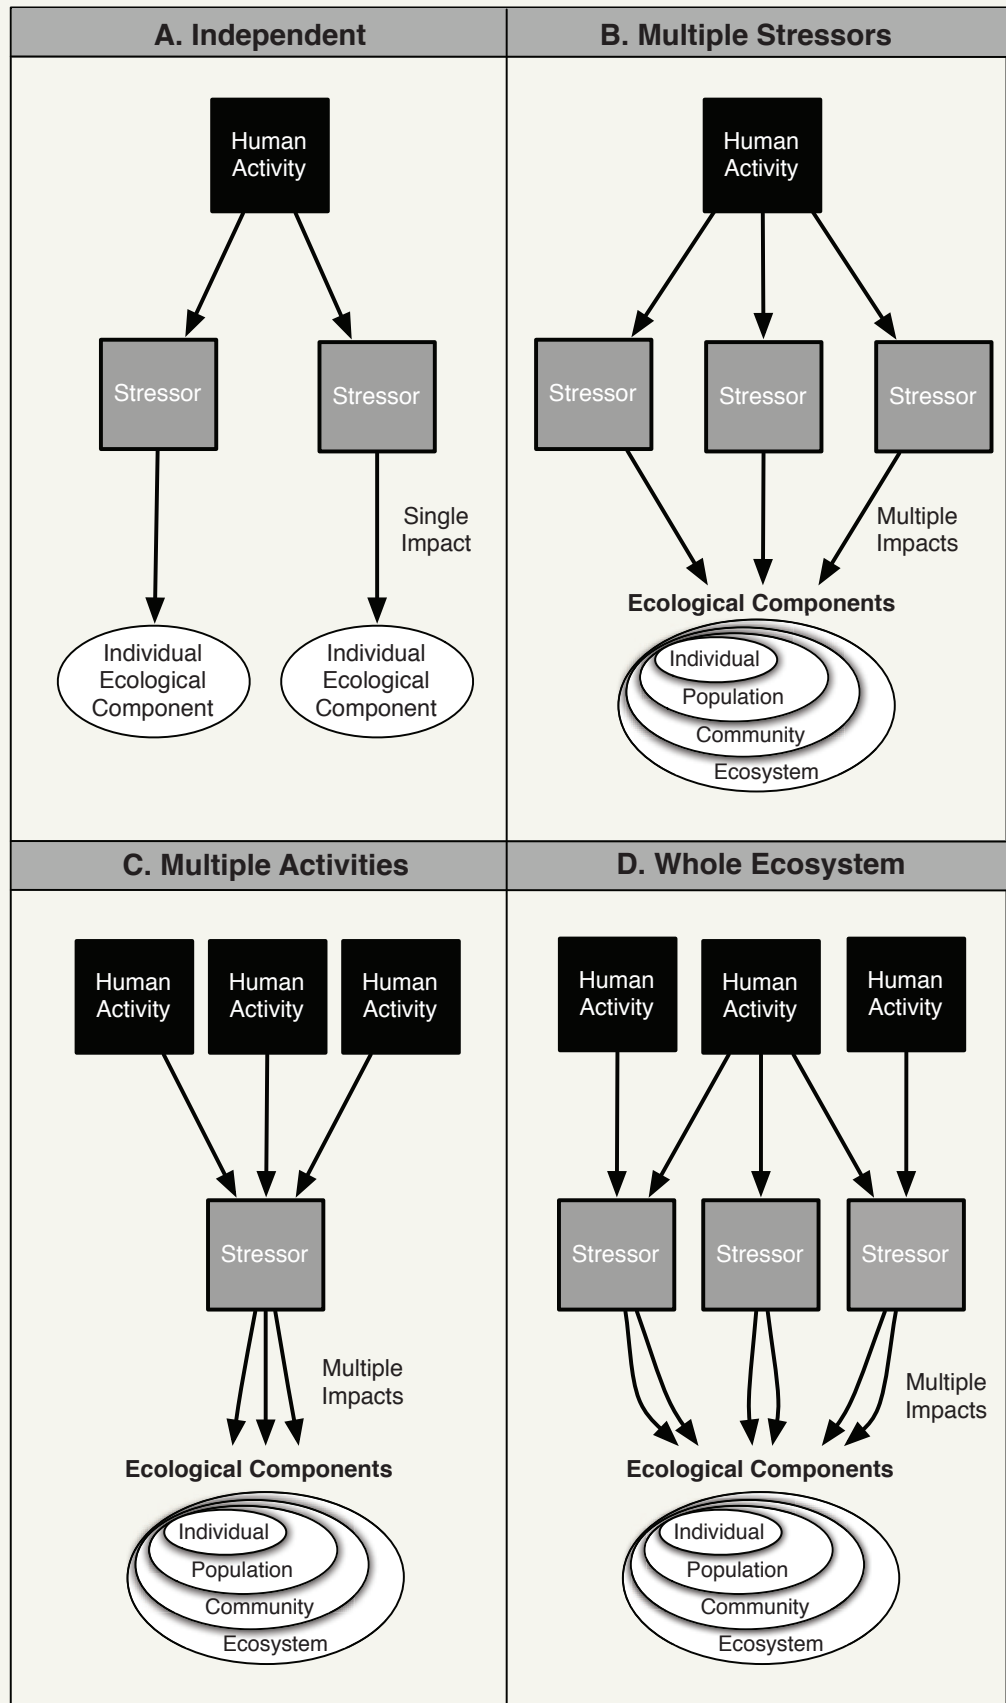 A. Independent
Human
Activity
Stressor
Stressor
Single
Impact
Individual
Ecological
Component
Individual
Ecological
Component
B. Multiple Stressors
Human
Activity
Stressor
Stressor
Stressor
Multiple
Impacts
Ecological Components
Individual
Population
Community
Ecosystem
C. Multiple Activities
Human
Activity
Human
Activity
Human
Activity
Stressor
Multiple
Impacts
Ecological Components
Individual
Population
Community
Ecosystem
D. Whole Ecosystem
Human
Activity
Human
Activity
Human
Activity
Stressor
Stressor
Stressor
Multiple
Impacts
Ecological Components
Individual
Population
Community
Ecosystem